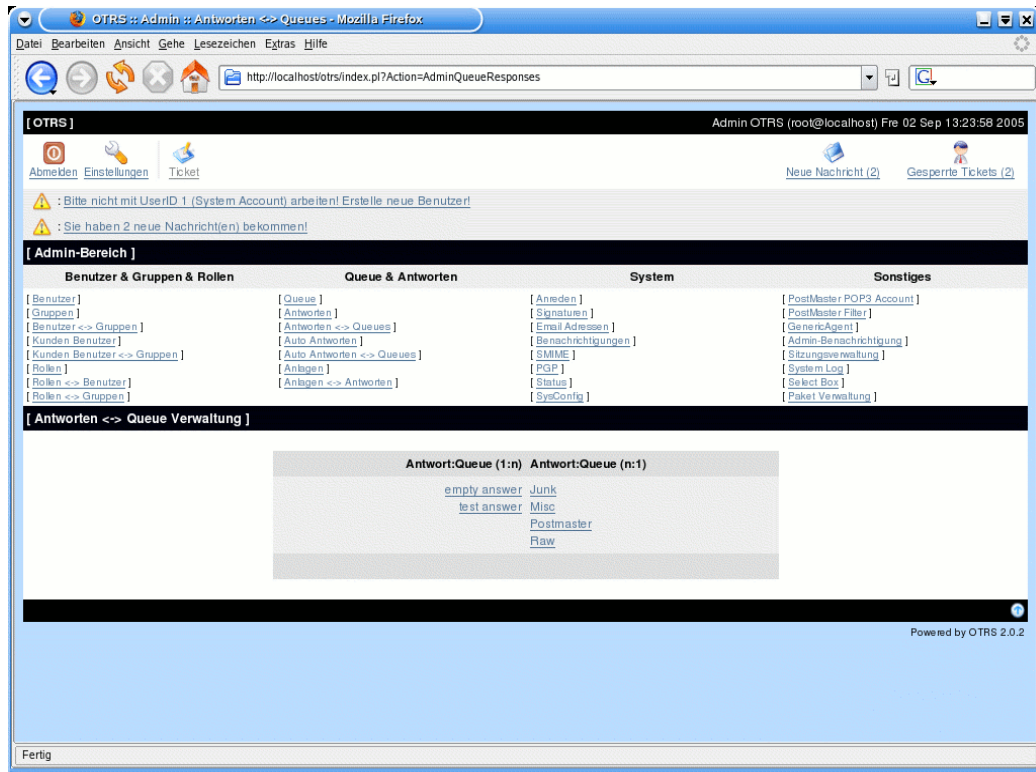 OTRS :: Admin :: Antworten <-> Queues - Mozilla Firefox
Datei Bearbeiten Ansicht Gehe Lesezeichen Extras Hilfe
http://localhost/otrs/index.pl?Action=AdminQueueResponses
G
[ OTRS ] Admin OTRS (root@localhost) Fre 02 Sep 13:23:58 2005
Abmelden Einstellungen Ticket Neue Nachricht (2) Gesperrte Tickets (2)
: Bitte nicht mit UserID 1 (System Account) arbeiten! Erstelle neue Benutzer!
: Sie haben 2 neue Nachricht(en) bekommen!
[ Admin-Bereich ]
Benutzer & Gruppen & Rollen Queue & Antworten System Sonstiges
[ Benutzer ] [ Queue ] [ Anreden ] [ PostMaster POP3 Account ]
[ Gruppen ] [ Antworten ] [ Signaturen ] [ PostMaster Filter ]
[ Benutzer <-> Gruppen ] [ Antworten <-> Queues ] [ Email Adressen ] [ GenericAgent ]
[ Kunden Benutzer ] [ Auto Antworten ] [ Benachrichtigungen ] [ Admin-Benachrichtigung ]
[ Kunden Benutzer <-> Gruppen ] [ Auto Antworten <-> Queues ] [ SMIME ] [ Sitzungsverwaltung ]
[ Rollen ] [ Anlagen ] [ PGP ] [ System Log ]
[ Rollen <-> Benutzer ] [ Anlagen <-> Antworten ] [ Status ] [ Select Box ]
[ Rollen <-> Gruppen ] [ SysConfig ] [ Paket Verwaltung ]
[ Antworten <-> Queue Verwaltung ]
Antwort:Queue (1:n) Antwort:Queue (n:1)
empty answer Junk
test answer Misc
Postmaster
Raw
Powered by OTRS 2.0.2
Fertig